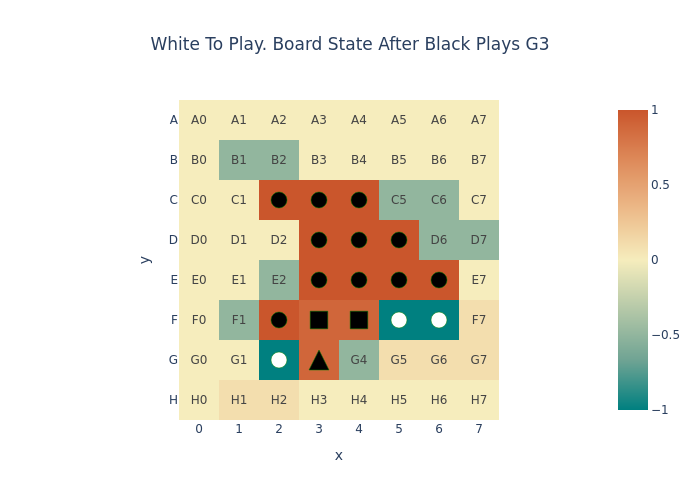 White To Play. Board State After Black Plays G3
A A0 A1 A2 A3 A4 A5 A6 A7
B B0 B1 B2 B3 B4 B5 B6 B7
C C0 C1 C5 C6 C7
D D0 D1 D2 D6 D7
E E0 E1 E2 E7
F F0 F1 F7
G G0 G1 G4 G5 G6 G7
H H0 H1 H2 H3 H4 H5 H6 H7
0 1 2 3 4 5 6 7
x
y
1
0.5
0
−0.5
−1